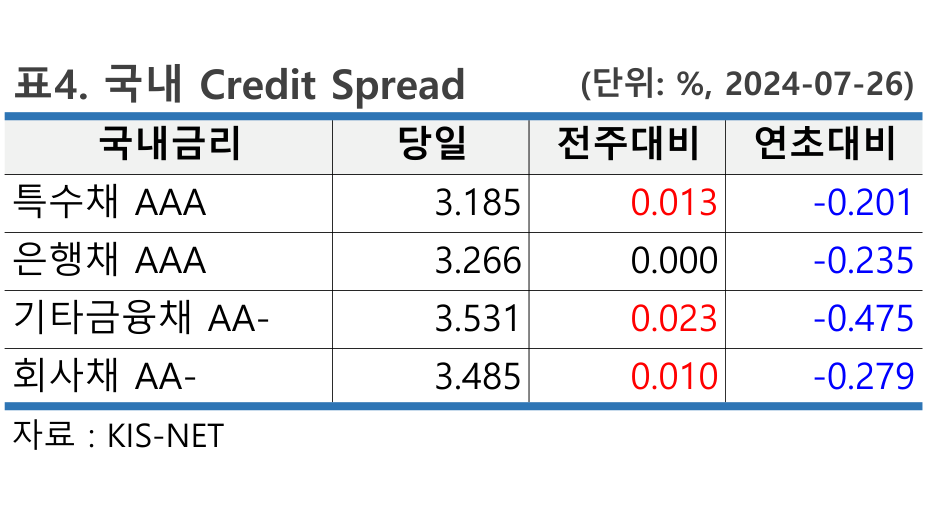 표4. 국내 Credit Spread (단위: %, 2024-07-26)
국내금리 당일 전주대비 연초대비
특수채 AAA 3.185 0.013 -0.201
은행채 AAA 3.266 0.000 -0.235
기타금융채 AA- 3.531 0.023 -0.475
회사채 AA- 3.485 0.010 -0.279
자료 : KIS-NET